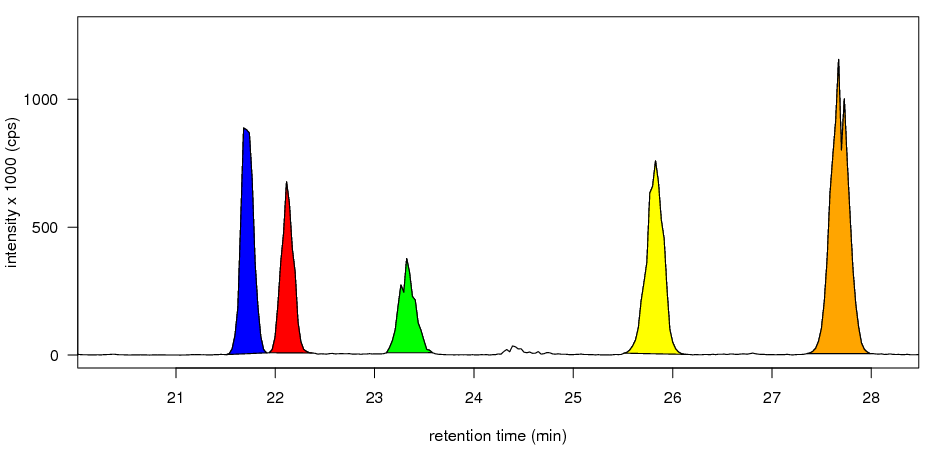 intensity x 1000 (cps)
1000
500
0
21 22 23 24 25 26 27 28
retention time (min)